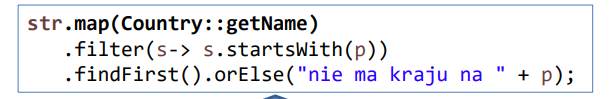 str.map(Country::getName)
.filter(s-> s.startsWith(p))
.findFirst().orElse("nie ma kraju na " + p);